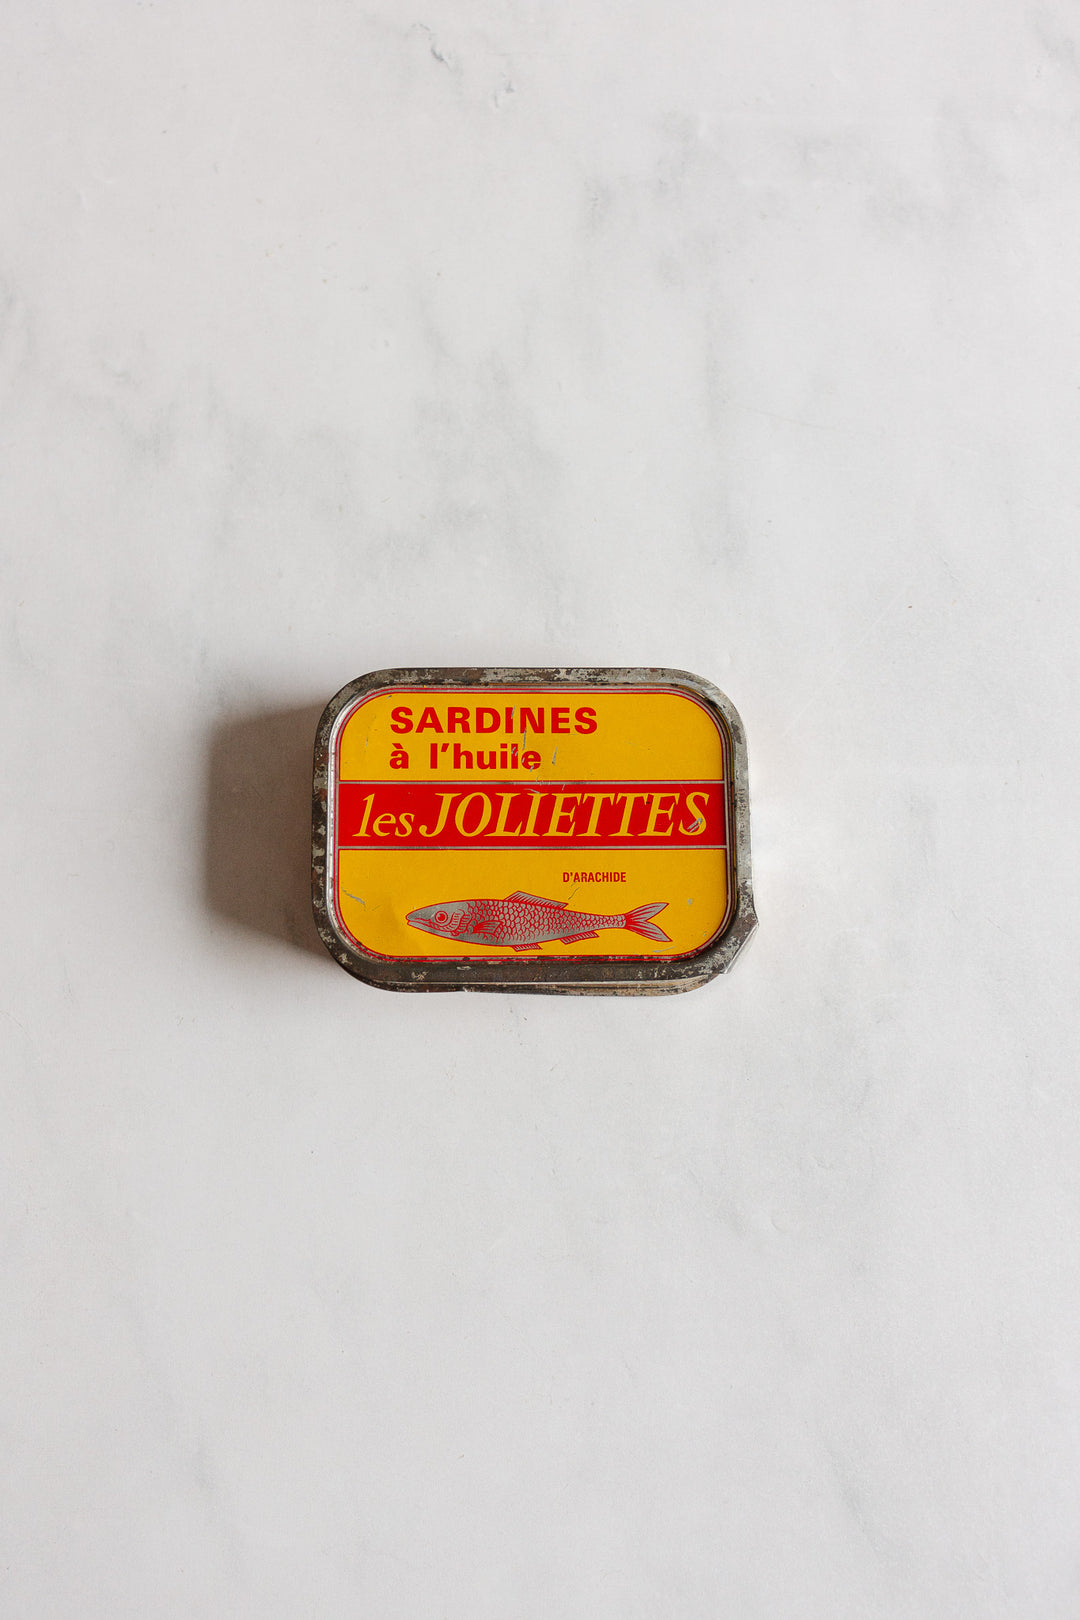 SARDINES
à l'huile
les JOLIETTES
D'ARACHIDE